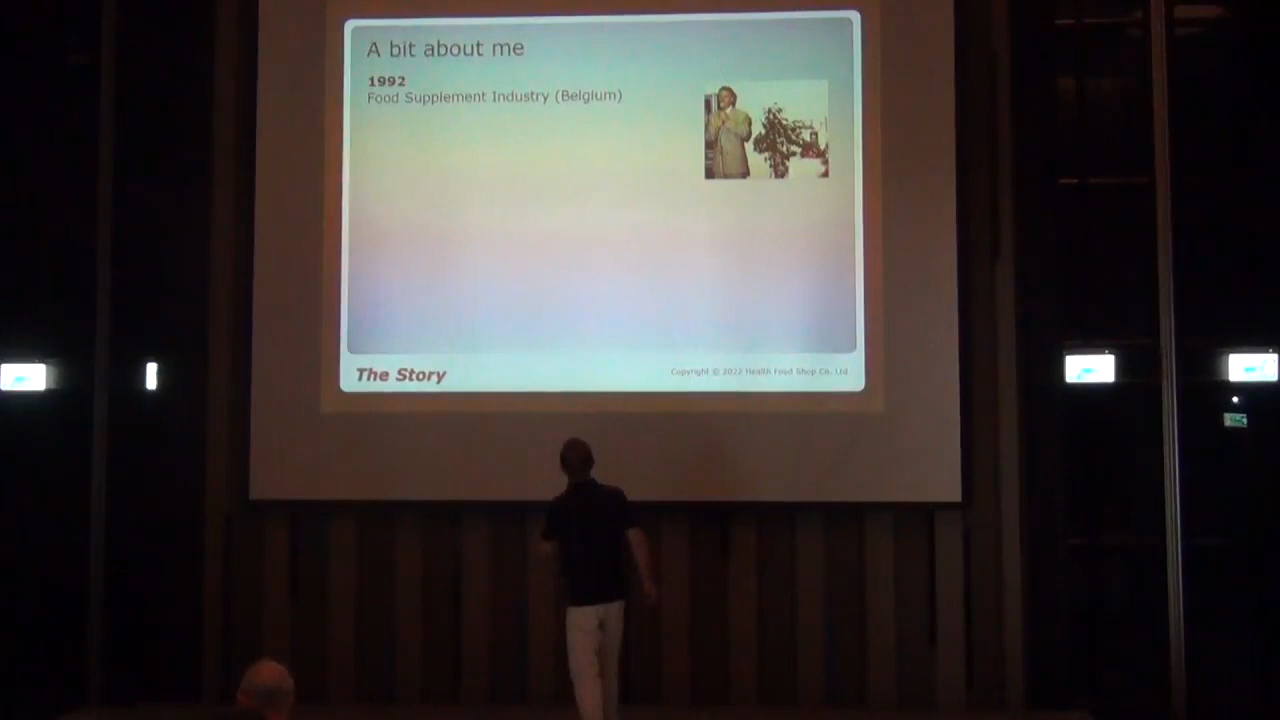 A bit about me
1992
Food Supplement Industry (Belgium)
The Story
Copyright © 2022 Health Food Shop Co. Ltd